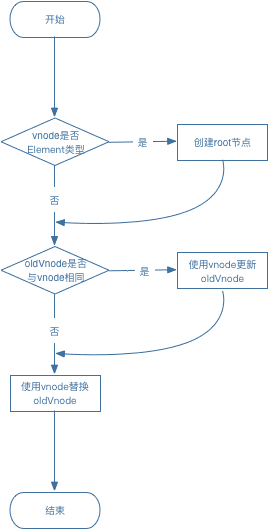 开始
vnode是否
Element类型
是
创建root节点
否
oldVnode是否
与vnode相同
是
使用vnode更新
oldVnode
否
使用vnode替换
oldVnode
结束